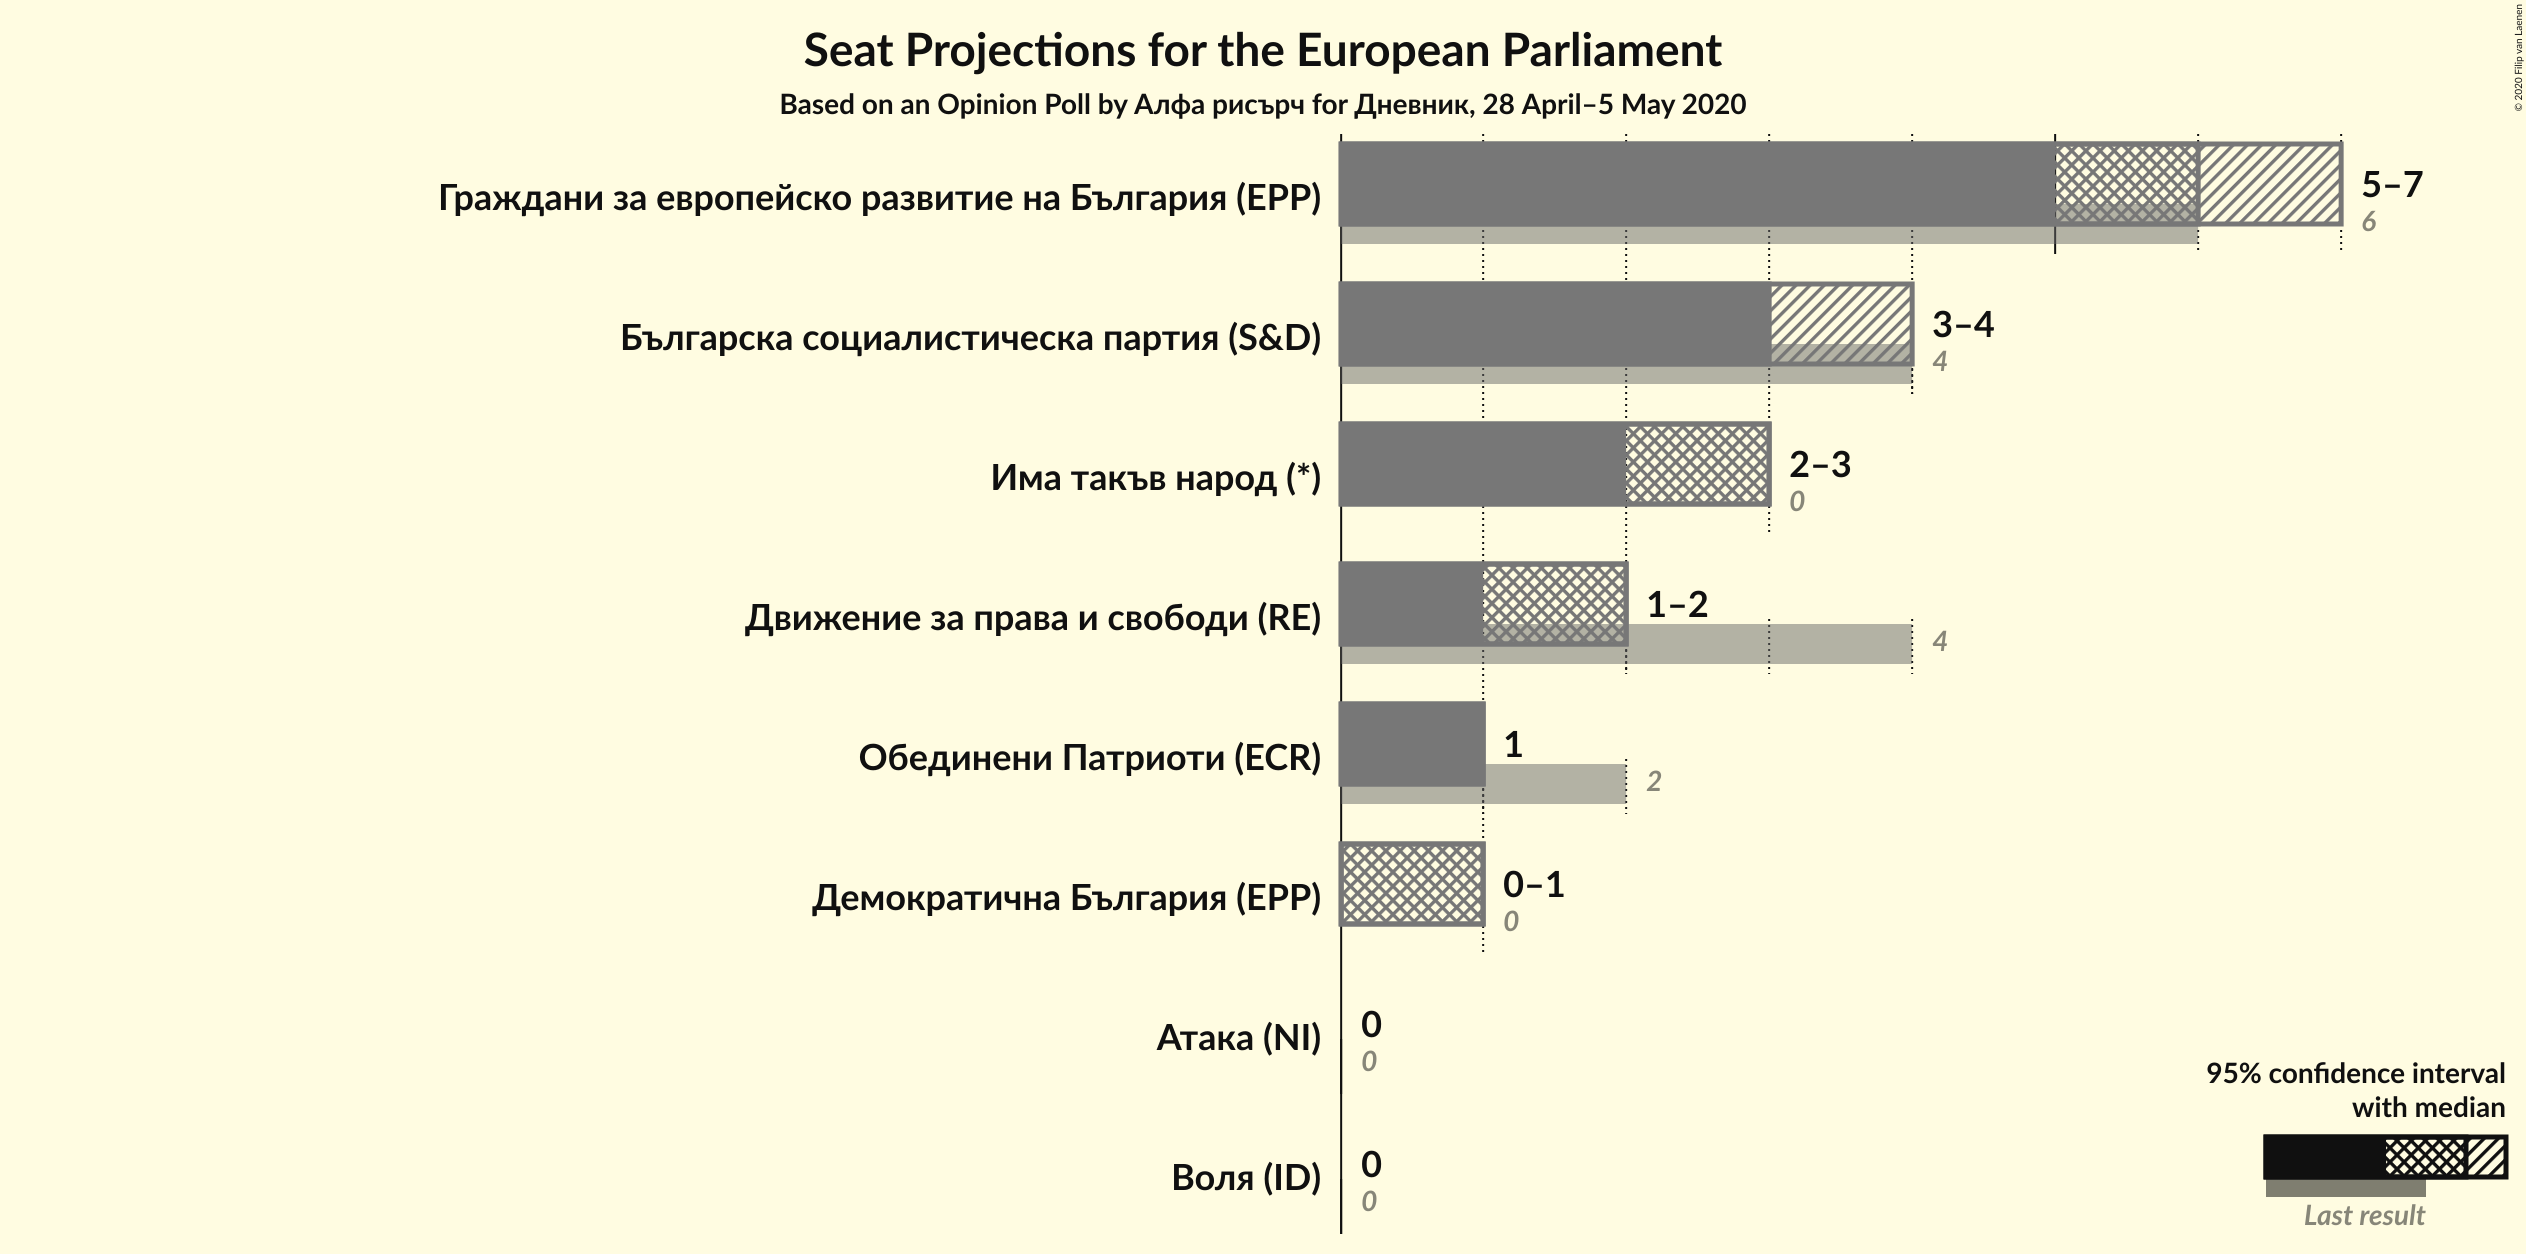 Seat Projections for the European Parliament
Based on an Opinion Poll by Алфа рисърч for Дневник, 28 April–5 May 2020
© 2020 Filip van Laenen
Граждани за европейско развитие на България (EPP)
5–7
6
Българска социалистическа партия (S&D)
3–4
4
Има такъв народ (*)
2–3
0
Движение за права и свободи (RE)
1–2
4
Обединени Патриоти (ECR)
1
2
Демократична България (EPP)
0–1
0
Атака (NI)
0
0
Воля (ID)
0
0
95% confidence interval
with median
Last result